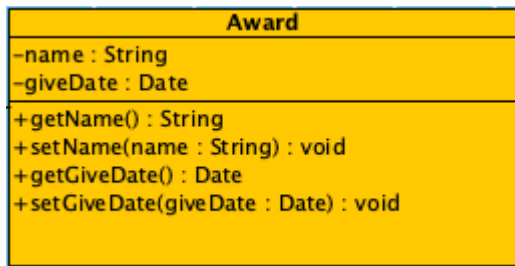 Award
-name : String
-giveDate : Date
+getName() : String
+setName(name : String) : void
+getGiveDate() : Date
+setGiveDate(giveDate : Date) : void